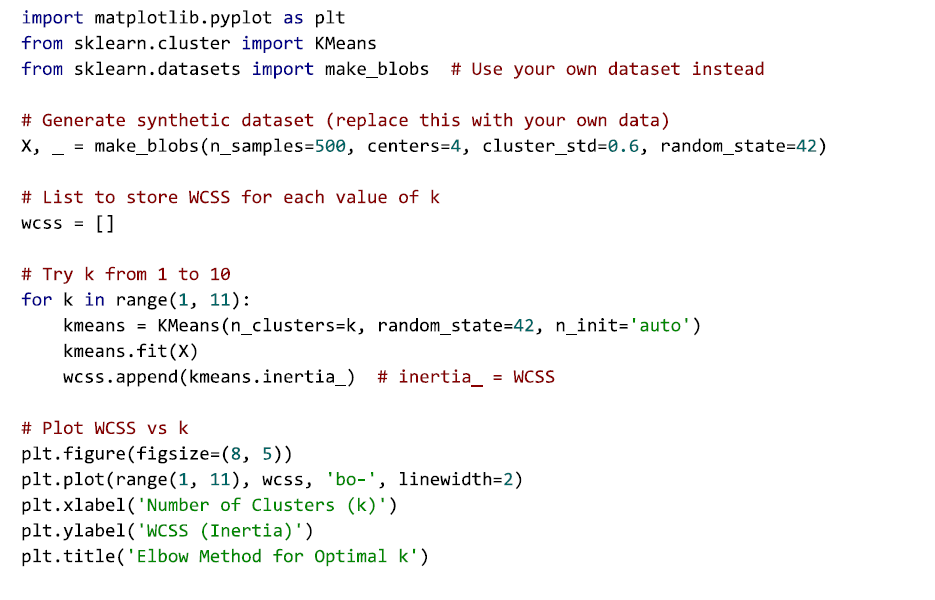 import matplotlib.pyplot as plt
from sklearn.cluster import KMeans
from sklearn.datasets import make_blobs  # Use your own dataset instead

# Generate synthetic dataset (replace this with your own data)
X, _ = make_blobs(n_samples=500, centers=4, cluster_std=0.6, random_state=42)

# List to store WCSS for each value of k
wcss = []

# Try k from 1 to 10
for k in range(1, 11):
    kmeans = KMeans(n_clusters=k, random_state=42, n_init='auto')
    kmeans.fit(X)
    wcss.append(kmeans.inertia_)  # inertia_ = WCSS

# Plot WCSS vs k
plt.figure(figsize=(8, 5))
plt.plot(range(1, 11), wcss, 'bo-', linewidth=2)
plt.xlabel('Number of Clusters (k)')
plt.ylabel('WCSS (Inertia)')
plt.title('Elbow Method for Optimal k')